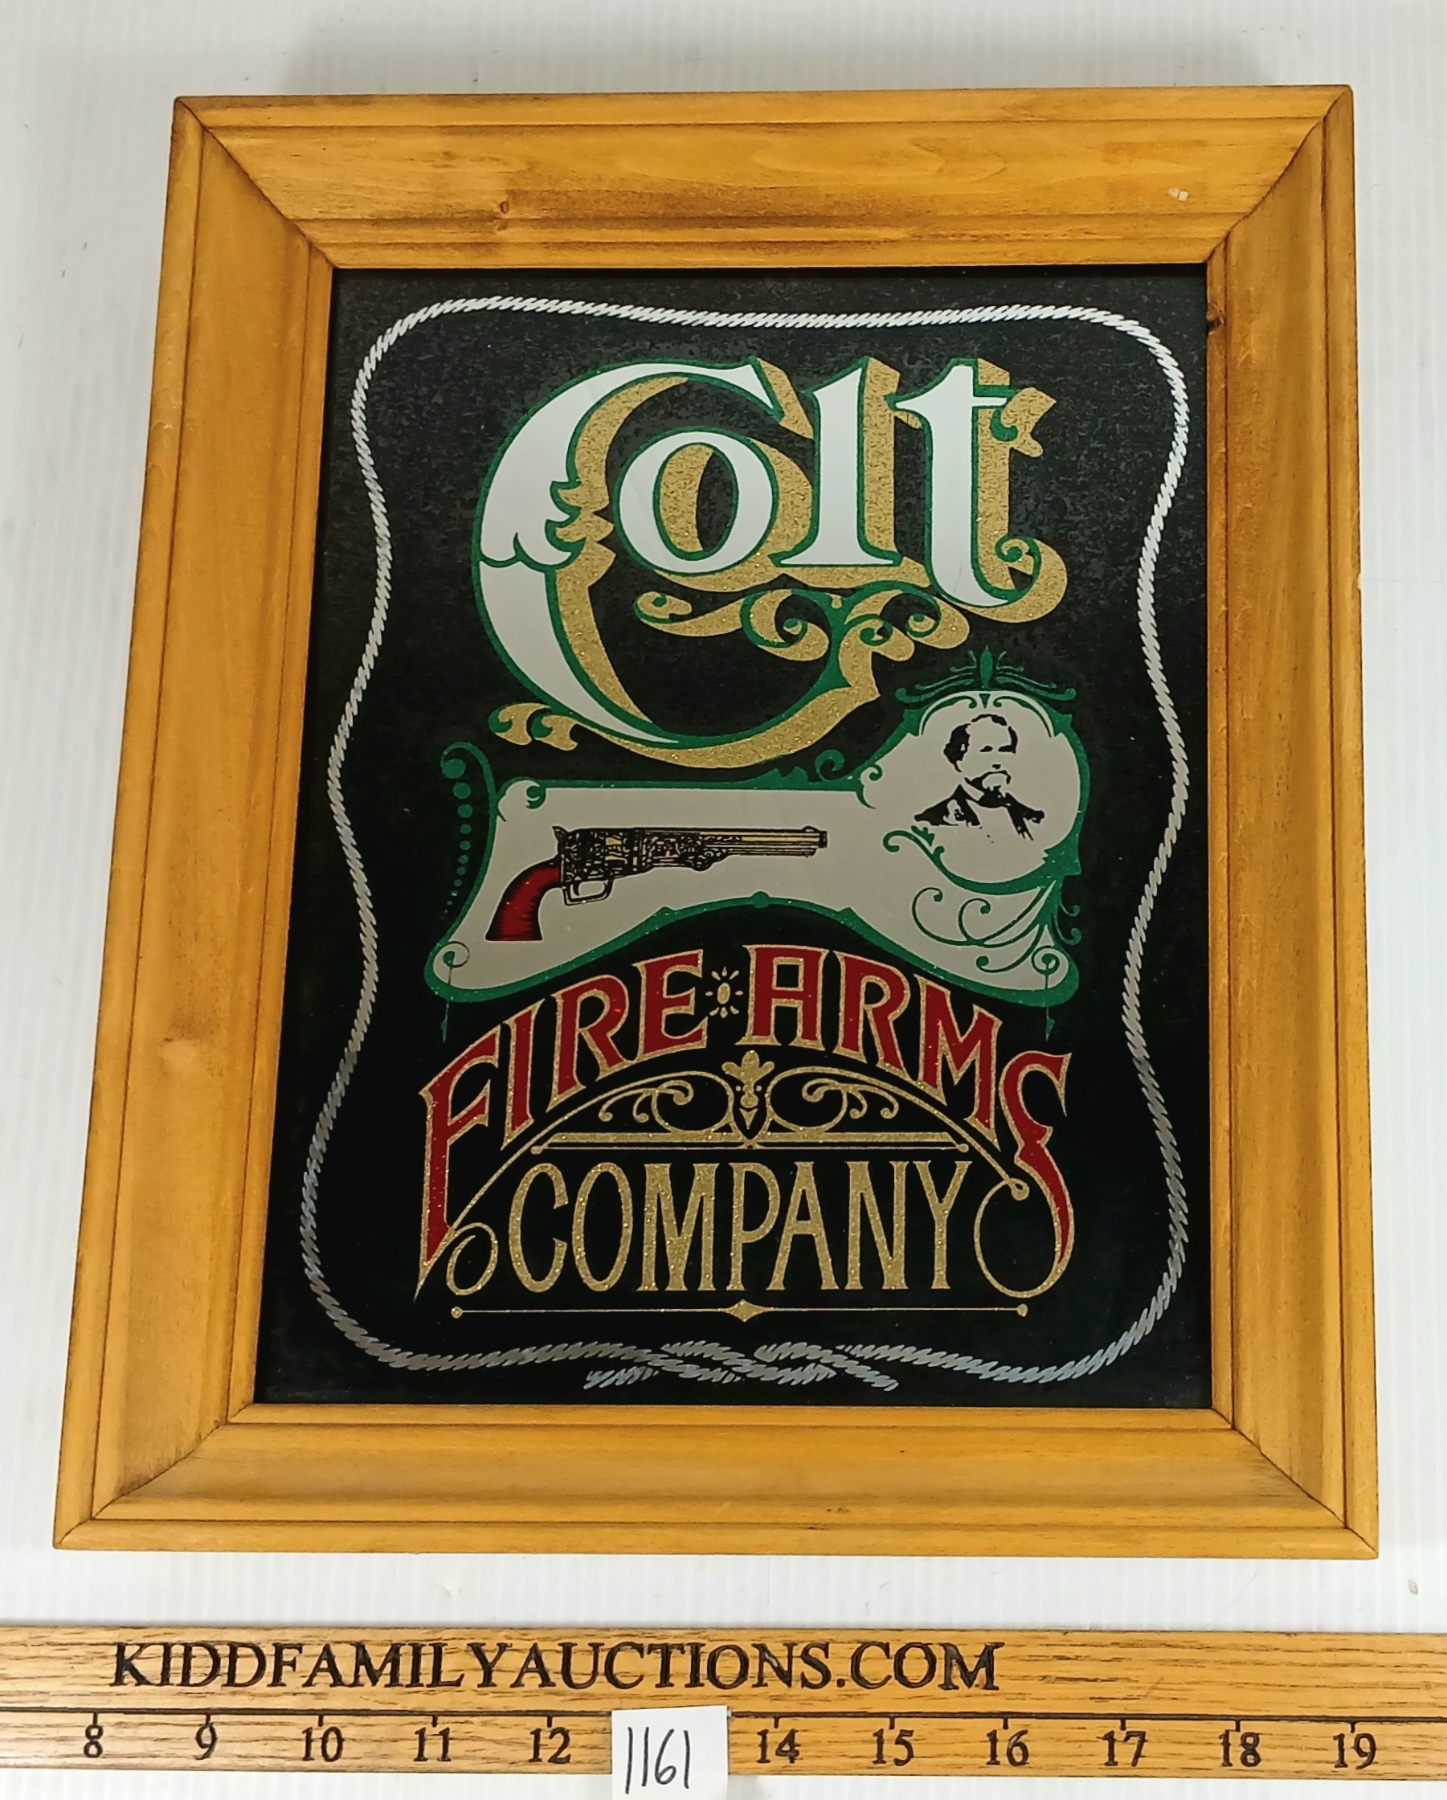 Colt
FIRE ARMS
COMPANY
KIDDFAMILYAUCTIONS.COM
8 9 10 11 12 14 15 16 17 18 19
1161